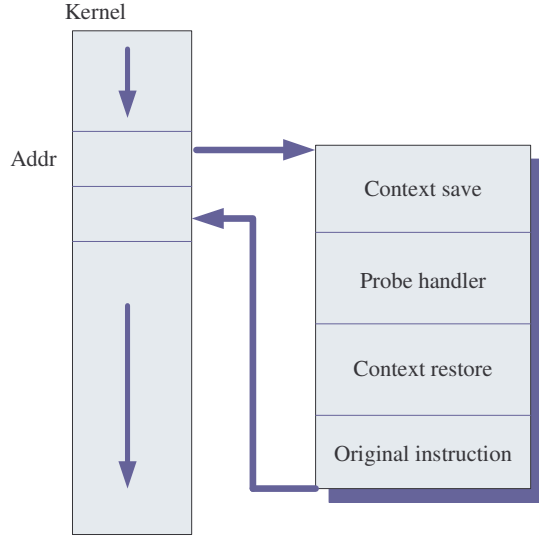 Kernel
Addr
Context save
Probe handler
Context restore
Original instruction